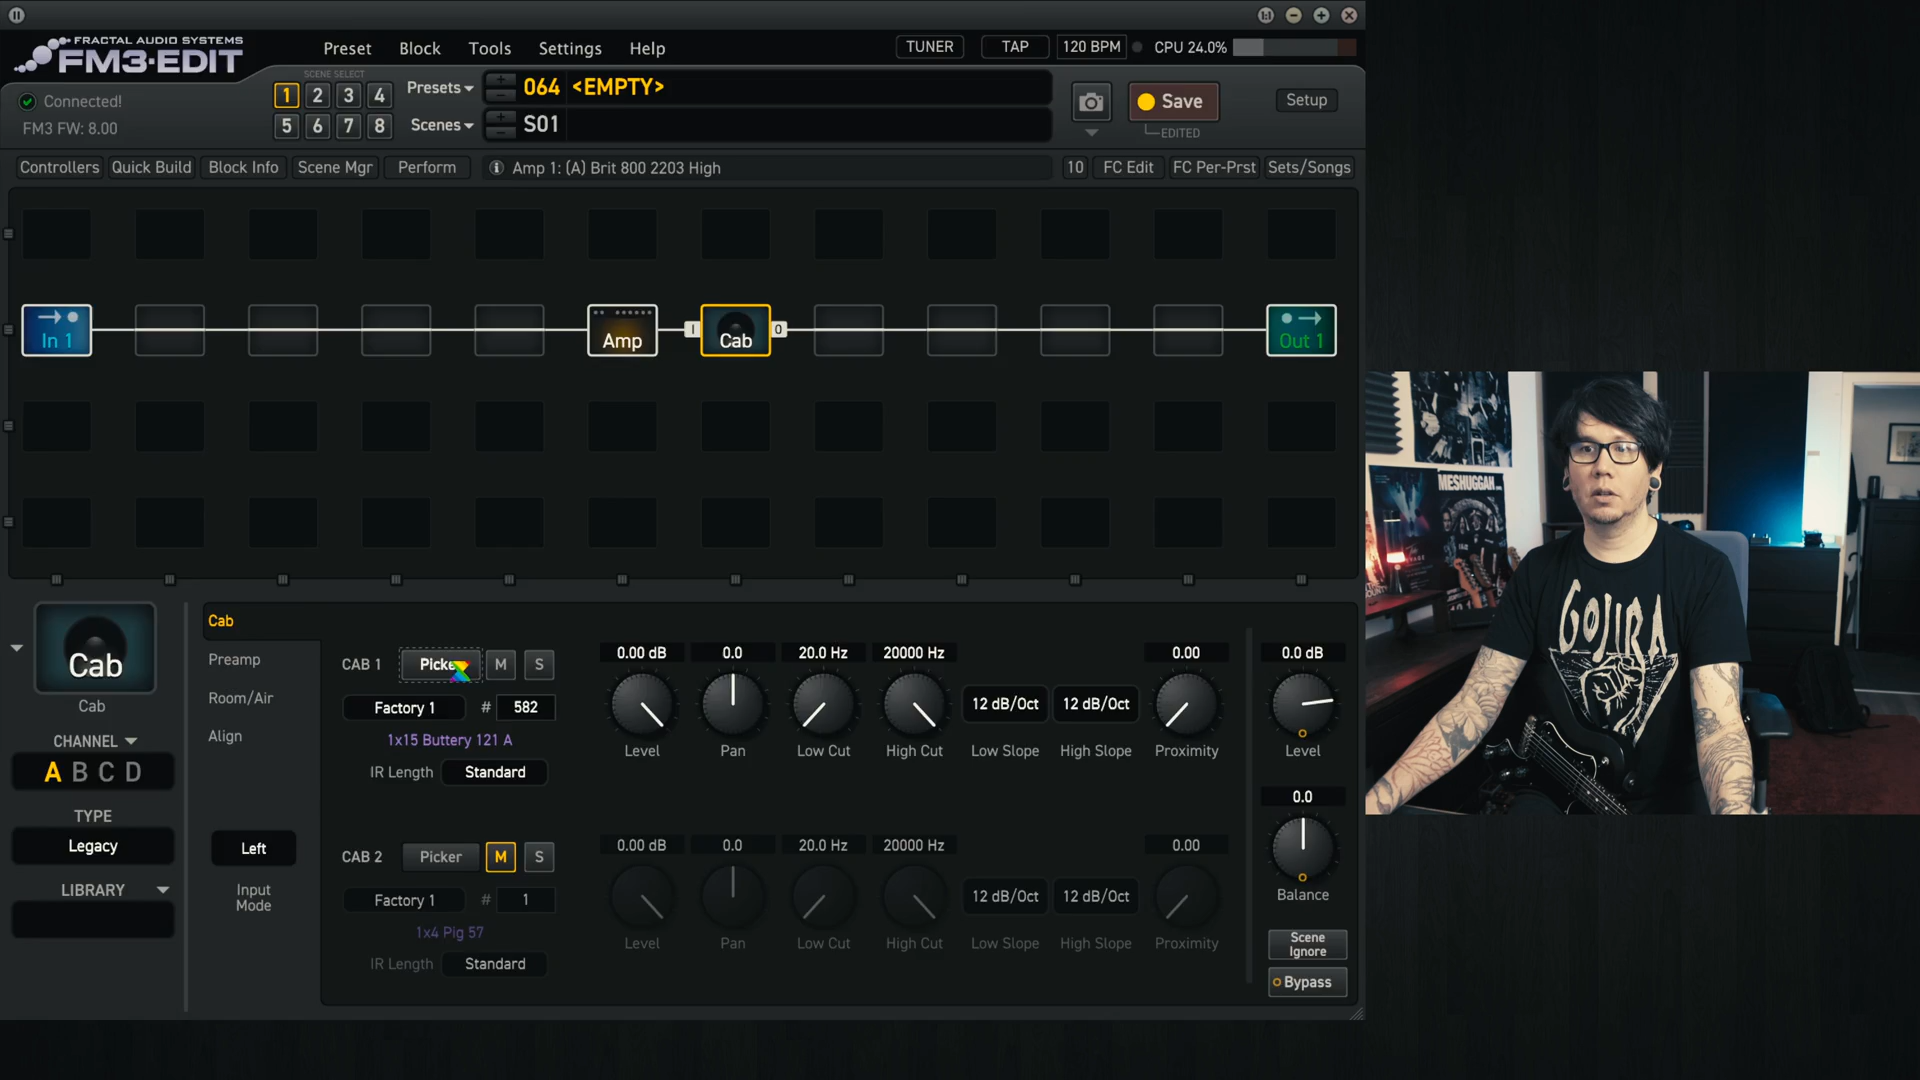 FRACTAL AUDIO SYSTEMS
FM3·EDIT
Preset Block Tools Settings Help
TUNER TAP 120 BPM CPU 24.0%
Connected!
FM3 FW: 8.00
SCENE SELECT
1 2 3 4
5 6 7 8
Presets 064 <EMPTY>
Scenes S01
Save
EDITED
Setup
Controllers Quick Build Block Info Scene Mgr Perform Amp 1: (A) Brit 800 2203 High 10 FC Edit FC Per-Prst Sets/Songs
In 1 Amp I Cab O Out 1
Cab
Cab
CHANNEL
A B C D
TYPE
Legacy
LIBRARY
Cab
Preamp
Room/Air
Align
Left
Input
Mode
CAB 1 M S
Factory 1 # 582
1x15 Buttery 121 A
IR Length Standard
0.00 dB 0.0 20.0 Hz 20000 Hz 0.00
12 dB/Oct 12 dB/Oct
Level Pan Low Cut High Cut Low Slope High Slope Proximity
CAB 2 Picker M S
Factory 1 # 1
1x4 Pig 57
IR Length Standard
0.00 dB 0.0 20.0 Hz 20000 Hz 0.00
12 dB/Oct 12 dB/Oct
Level Pan Low Cut High Cut Low Slope High Slope Proximity
0.0 dB
Level
0.0
Balance
Scene
Ignore
Bypass
MESHUGGAH
GOJIRA